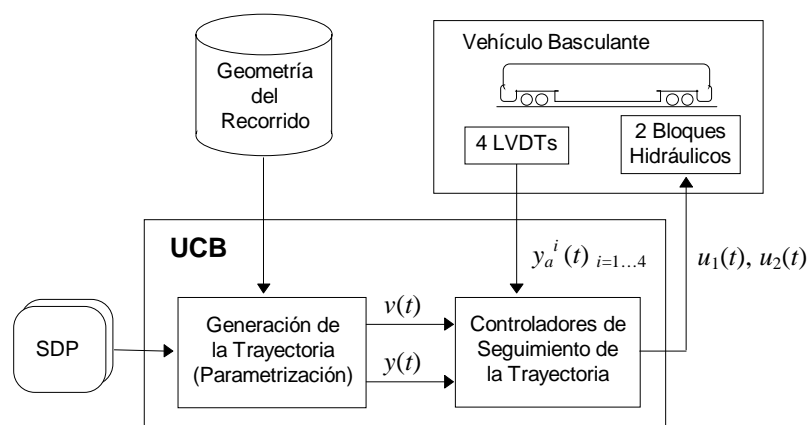 Vehículo Basculante
Geometría
del
Recorrido
4 LVDTs
2 Bloques
Hidráulicos
UCB
y_a^i(t) i=1…4
u₁(t), u₂(t)
SDP
Generación de
la Trayectoria
(Parametrización)
v(t)
y(t)
Controladores de
Seguimiento de
la Trayectoria